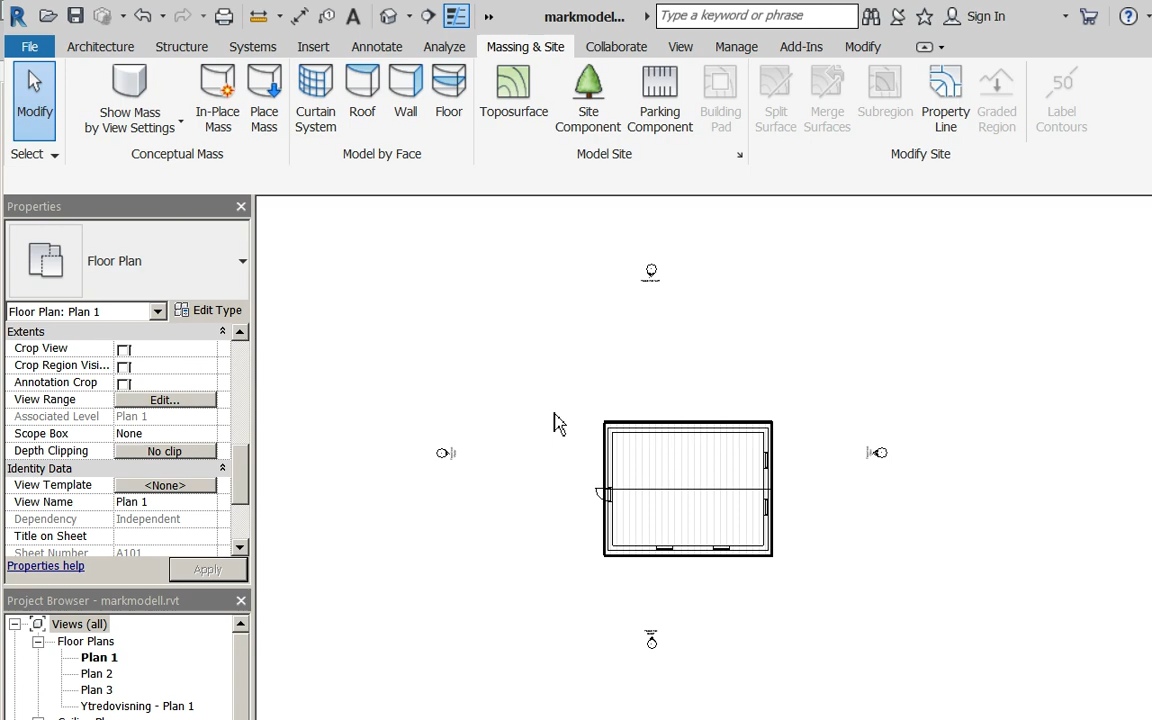 markmodel...
Type a keyword or phrase
Sign In
File
Architecture
Structure
Systems
Insert
Annotate
Analyze
Massing & Site
Collaborate
View
Manage
Add-Ins
Modify
Modify
Show Mass
by View Settings
In-Place
Mass
Place
Mass
Curtain
System
Roof
Wall
Floor
Toposurface
Site
Component
Parking
Component
Building
Pad
Split
Surface
Merge
Surfaces
Subregion
Property
Line
Graded
Region
50
Label
Contours
Select
Conceptual Mass
Model by Face
Model Site
Modify Site
Properties
Floor Plan
Floor Plan: Plan 1
Edit Type
Extents
Crop View
Crop Region Visi...
Annotation Crop
View Range Edit...
Associated Level Plan 1
Scope Box None
Depth Clipping No clip
Identity Data
View Template <None>
View Name Plan 1
Dependency Independent
Title on Sheet
Sheet Number A101
Properties help
Apply
Project Browser - markmodell.rvt
Views (all)
Floor Plans
Plan 1
Plan 2
Plan 3
Ytredovisning - Plan 1